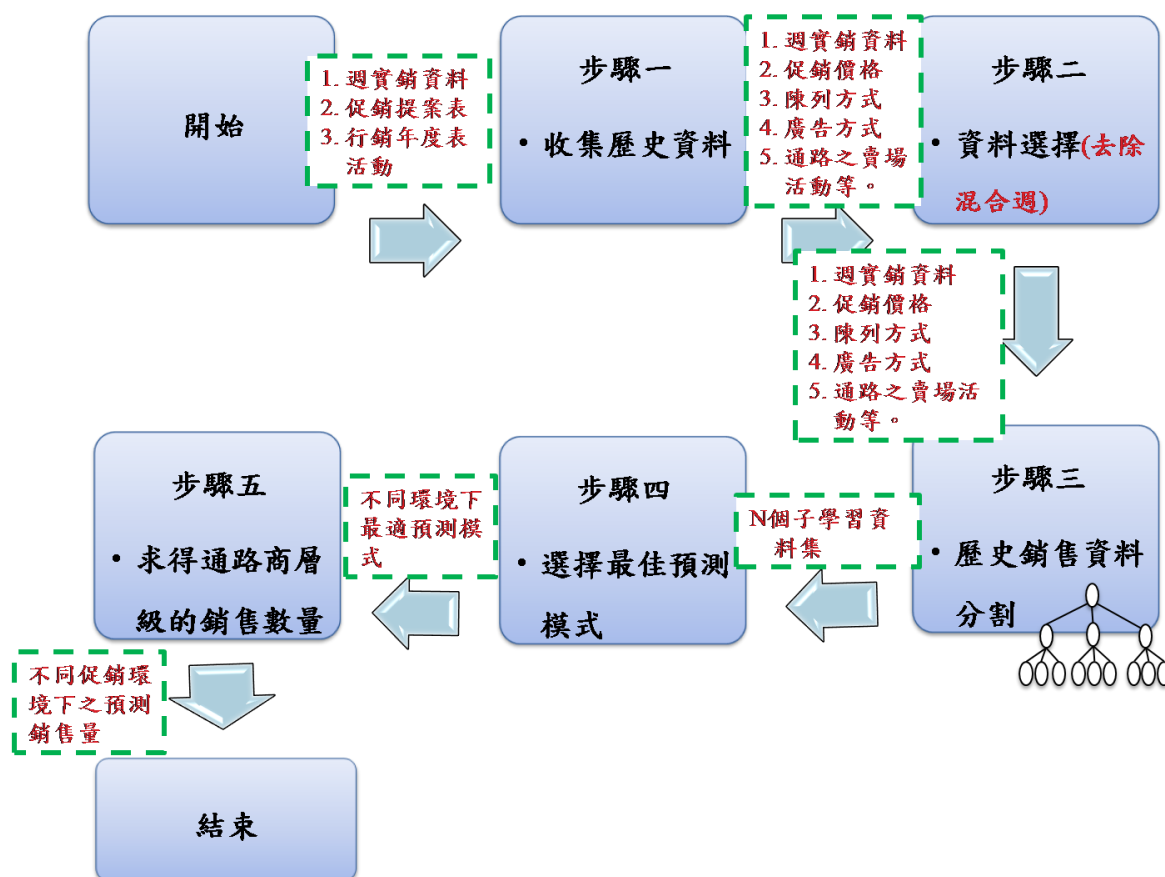 開始
1. 週實銷資料
2. 促銷提案表
3. 行銷年度表
活動
步驟一
• 收集歷史資料
1. 週實銷資料
2. 促銷價格
3. 陳列方式
4. 廣告方式
5. 通路之賣場
活動等。
步驟二
• 資料選擇(去除
混合週)
1. 週實銷資料
2. 促銷價格
3. 陳列方式
4. 廣告方式
5. 通路之賣場活
動等。
步驟三
• 歷史銷售資料
分割
N個子學習資
料集
步驟四
• 選擇最佳預測
模式
不同環境下
最適預測模
式
步驟五
• 求得通路商層
級的銷售數量
不同促銷環
境下之預測
銷售量
結束